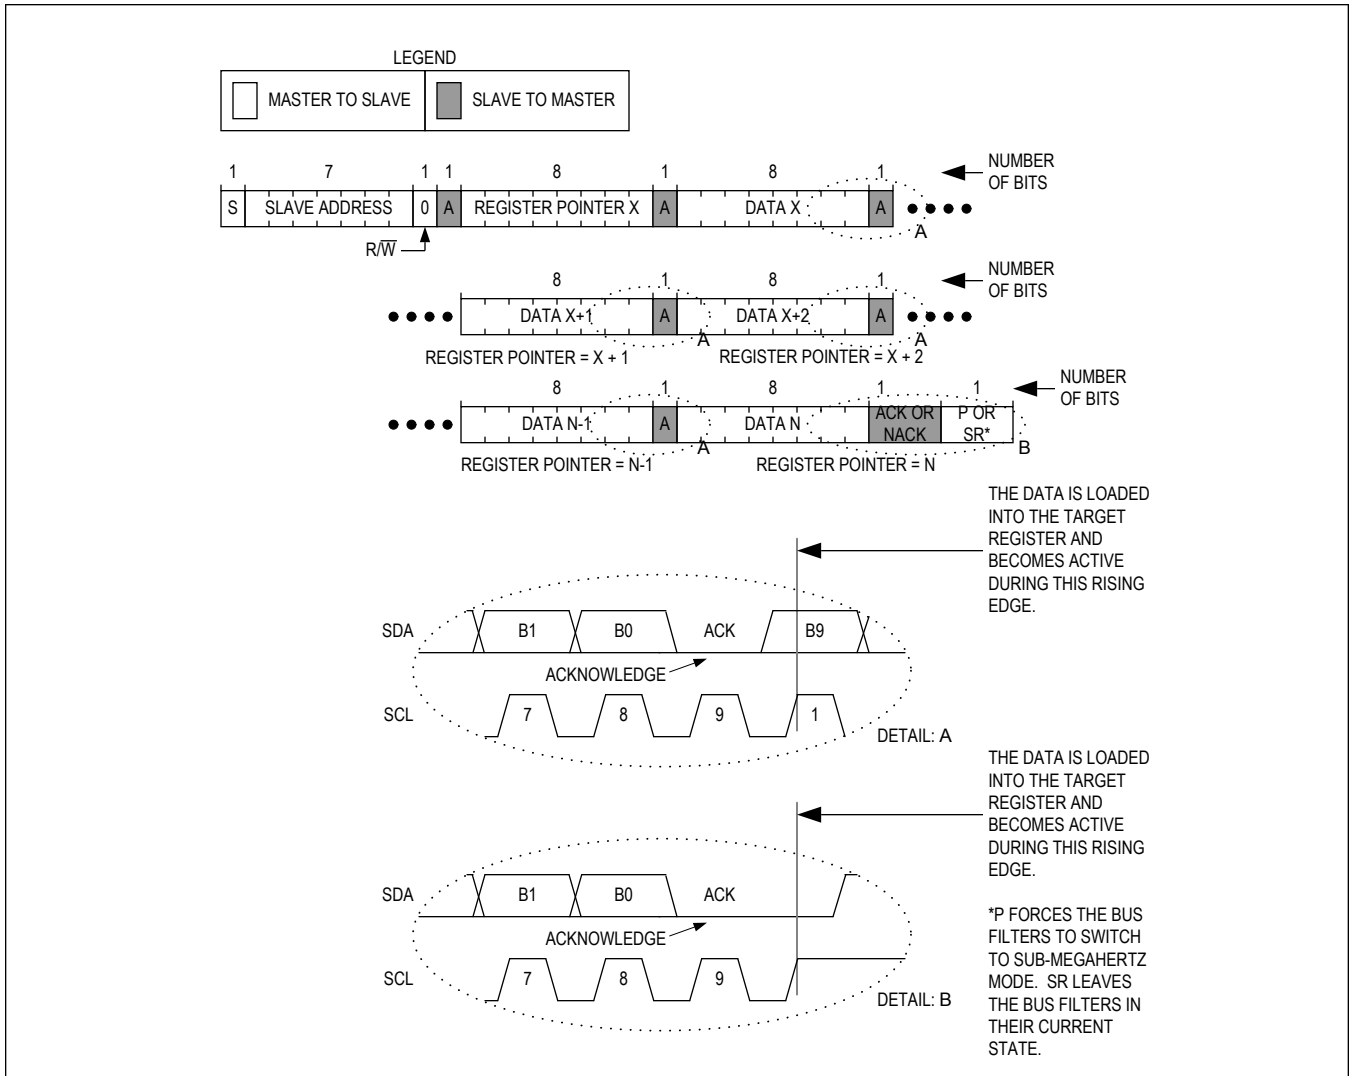 LEGEND
MASTER TO SLAVE SLAVE TO MASTER
1 7 1 1 8 1 8 1 NUMBER
OF BITS
S SLAVE ADDRESS 0 A REGISTER POINTER X A DATA X A
A
R/W̅
8 1 8 1 NUMBER
OF BITS
DATA X+1 A DATA X+2 A
A A
REGISTER POINTER = X + 1 REGISTER POINTER = X + 2
8 1 8 1 1 NUMBER
OF BITS
DATA N-1 A DATA N ACK OR
NACK P OR
SR*
A B
REGISTER POINTER = N-1 REGISTER POINTER = N
THE DATA IS LOADED
INTO THE TARGET
REGISTER AND
BECOMES ACTIVE
DURING THIS RISING
EDGE.
SDA B1 B0 ACK B9
ACKNOWLEDGE
SCL 7 8 9 1
DETAIL: A
THE DATA IS LOADED
INTO THE TARGET
REGISTER AND
BECOMES ACTIVE
DURING THIS RISING
EDGE.
SDA B1 B0 ACK
ACKNOWLEDGE
SCL 7 8 9
DETAIL: B
*P FORCES THE BUS
FILTERS TO SWITCH
TO SUB-MEGAHERTZ
MODE. SR LEAVES
THE BUS FILTERS IN
THEIR CURRENT
STATE.